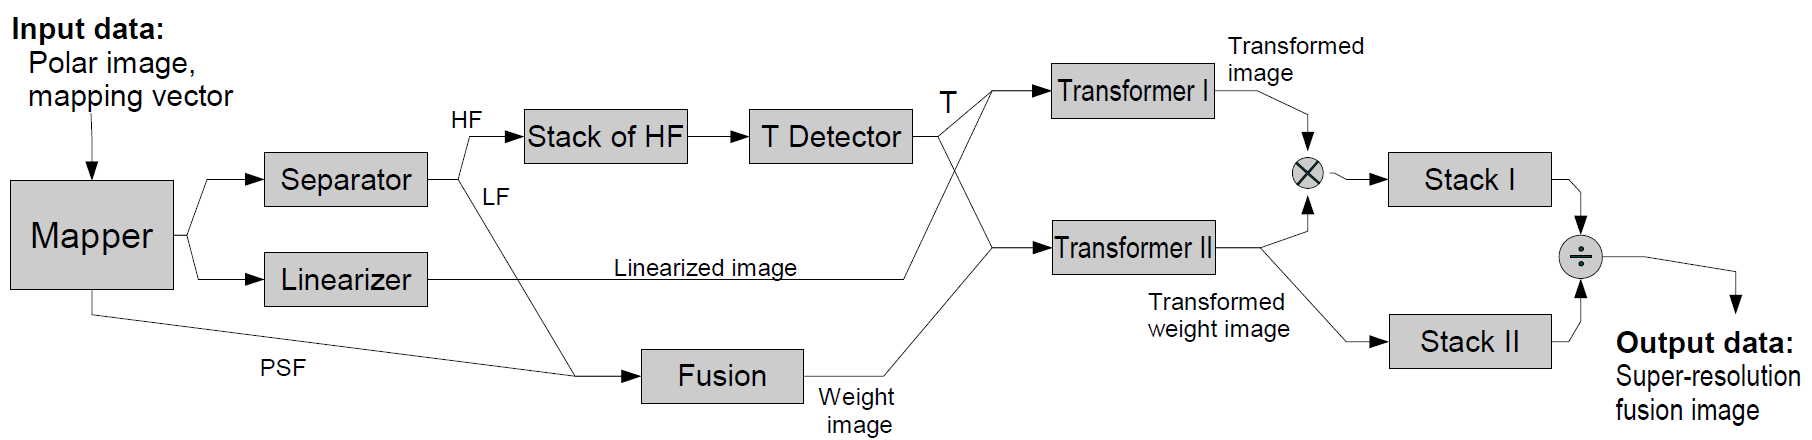 Input data:
Polar image,
mapping vector
Mapper
Separator
Linearizer
HF
LF
PSF
Stack of HF
T Detector
T
Linearized image
Fusion
Weight
image
Transformer I
Transformer II
Transformed
image
Transformed
weight image
Stack I
Stack II
Output data:
Super-resolution
fusion image